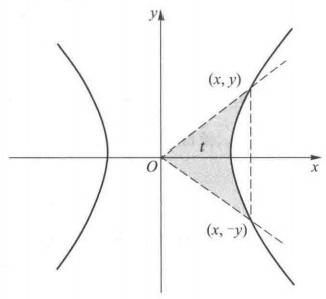 y
(x, y)
t
O
x
(x, -y)